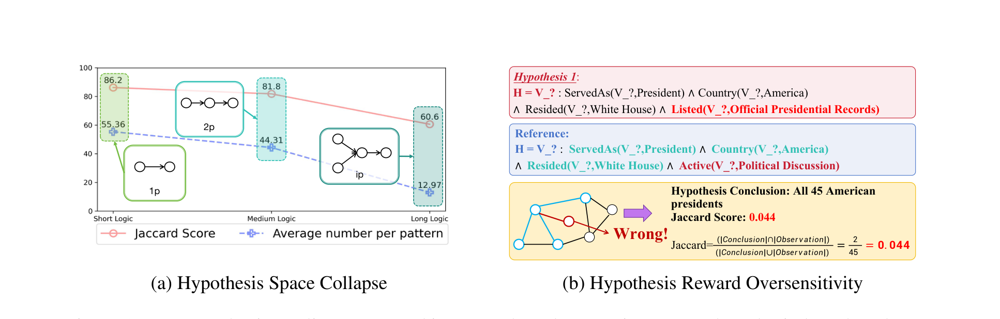 100
80
60
40
20
0
86.2
55.36
81.8
44.31
60.6
12.97
2p
1p
ip
Short Logic
Medium Logic
Long Logic
Jaccard Score
Average number per pattern
(a) Hypothesis Space Collapse
Hypothesis 1:
H = V_? : ServedAs(V_?,President) ∧ Country(V_?,America)
∧ Resided(V_?,White House) ∧ Listed(V_?,Official Presidential Records)
Reference:
H = V_? : ServedAs(V_?,President) ∧ Country(V_?,America)
∧ Resided(V_?,White House) ∧ Active(V_?,Political Discussion)
Wrong!
Hypothesis Conclusion: All 45 American
presidents
Jaccard Score: 0.044
Jaccard= (|Conclusion|∩|Observation|) / (|Conclusion|∪|Observation|) = 2 / 45 = 0.044
(b) Hypothesis Reward Oversensitivity